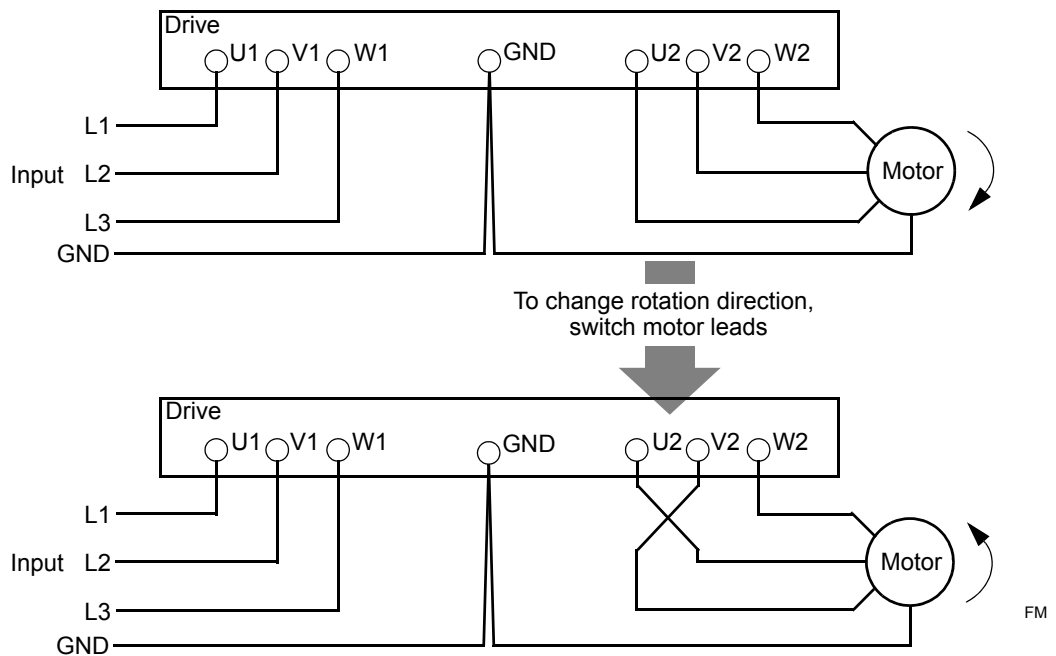 Drive
U1 V1 W1 GND U2 V2 W2
L1
Input L2 Motor
L3
GND
To change rotation direction,
switch motor leads
Drive
U1 V1 W1 GND U2 V2 W2
L1
Input L2 Motor
L3
FM
GND